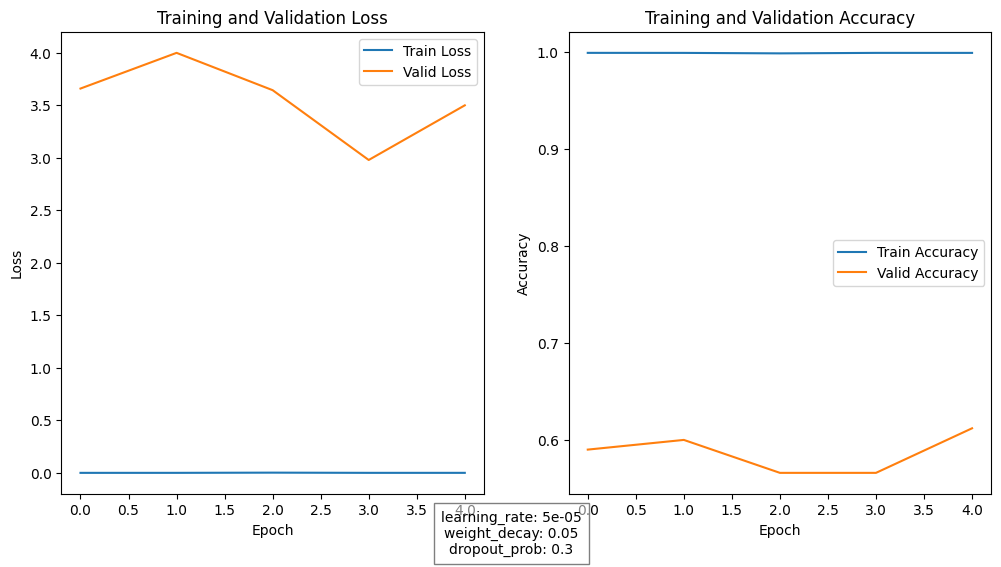 Training and Validation Loss
Train Loss
Valid Loss
4.0
3.5
3.0
2.5
2.0
1.5
1.0
0.5
0.0
Loss
0.0 0.5 1.0 1.5 2.0 2.5 3.0 3.5 4.0
Epoch
Training and Validation Accuracy
1.0
0.9
0.8
0.7
0.6
Accuracy
Train Accuracy
Valid Accuracy
0.0 0.5 1.0 1.5 2.0 2.5 3.0 3.5 4.0
Epoch
learning_rate: 5e-05
weight_decay: 0.05
dropout_prob: 0.3